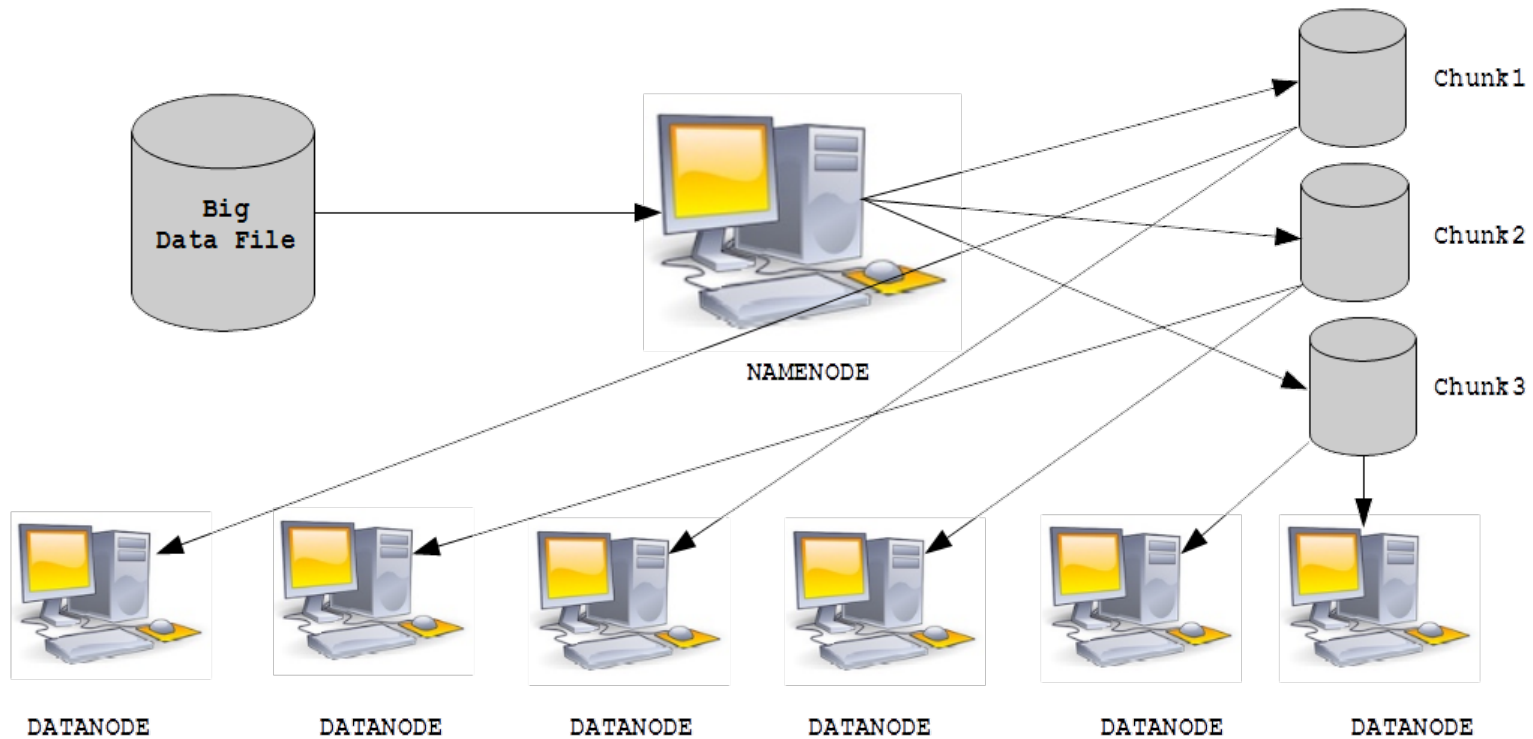 Big
Data File
NAMENODE
Chunk1
Chunk2
Chunk3
DATANODE
DATANODE
DATANODE
DATANODE
DATANODE
DATANODE